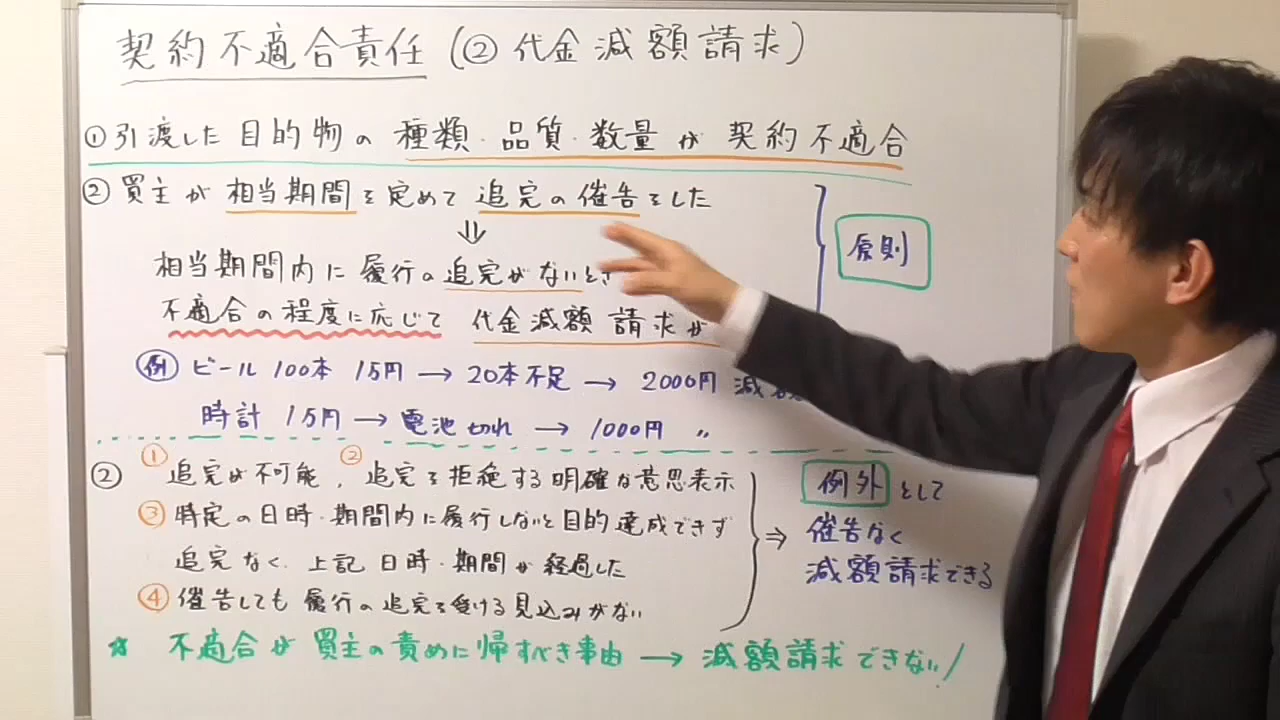 契約不適合責任(②代金減額請求)
①引渡した目的物の種類・品質・数量が契約不適合
②買主が相当期間を定めて追完の催告をした
⇓
相当期間内に履行の追完がないとき
不適合の程度に応じて 代金減額請求が
原則
例 ビール100本 1万円→20本不足→2000円減額
時計 1万円→電池切れ→1000円 〃
② ①追完が不可能、②追完を拒絶する明確な意思表示
③特定の日時・期間内に履行しないと目的達成できず
追完なく、上記日時・期間が経過した
④催告しても履行の追完を受ける見込みがない
⇒ 例外として
催告なく
減額請求できる
☆ 不適合が買主の責めに帰すべき事由→減額請求できない!